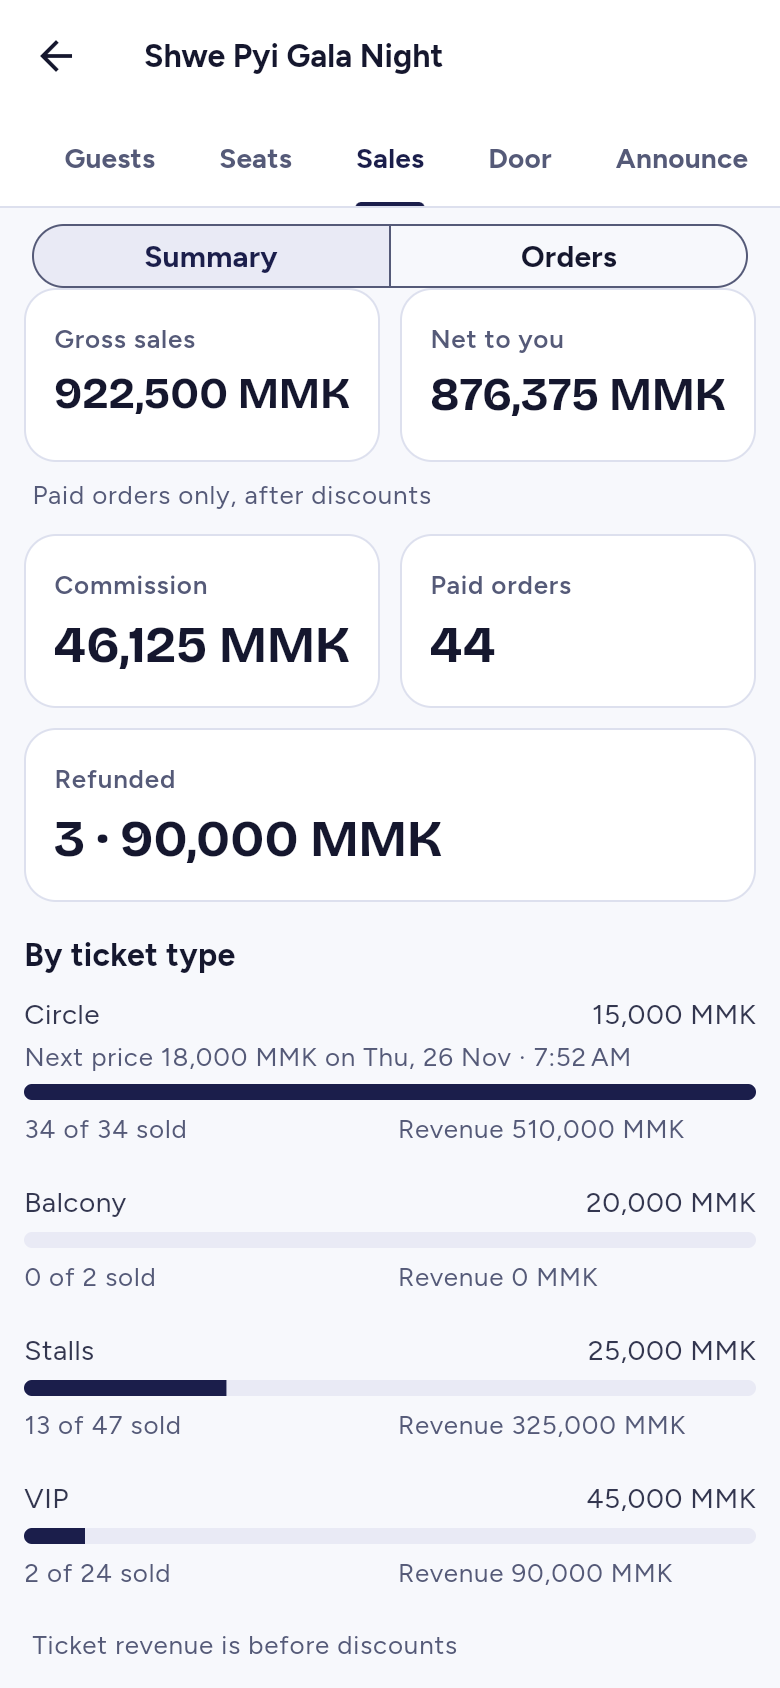 Shwe Pyi Gala Night
Guests Seats Sales Door Announce
Summary Orders
Gross sales
922,500 MMK
Net to you
876,375 MMK
Paid orders only, after discounts
Commission
46,125 MMK
Paid orders
44
Refunded
3 · 90,000 MMK
By ticket type
Circle 15,000 MMK
Next price 18,000 MMK on Thu, 26 Nov · 7:52 AM
34 of 34 sold Revenue 510,000 MMK
Balcony 20,000 MMK
0 of 2 sold Revenue 0 MMK
Stalls 25,000 MMK
13 of 47 sold Revenue 325,000 MMK
VIP 45,000 MMK
2 of 24 sold Revenue 90,000 MMK
Ticket revenue is before discounts